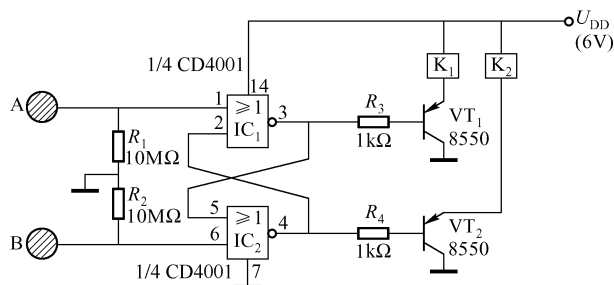 U_DD
(6V)
1/4 CD4001
14
K₁
K₂
A
1
≥1
3
2
IC₁
R₃
1kΩ
VT₁
8550
R₁
10MΩ
R₂
10MΩ
5
≥1
4
6
IC₂
R₄
1kΩ
VT₂
8550
B
1/4 CD4001
7